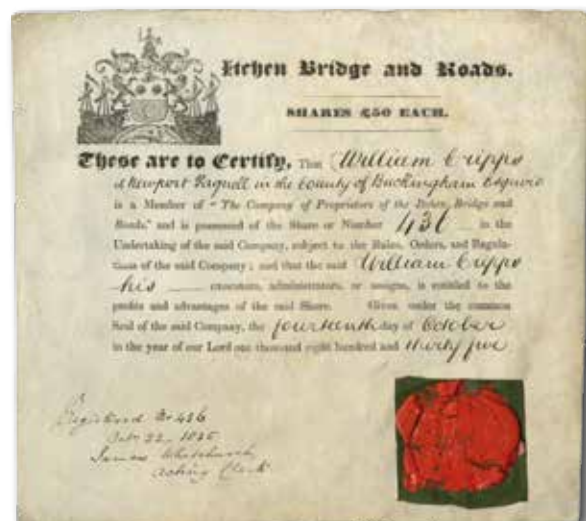 Itchen Bridge and Roads.
SHARES £50 EACH.
These are to Certify, That William Cripps
of Newport Pagnell in the County of Buckingham Esquire
is a Member of "The Company of Proprietors of the Itchen Bridge and
Roads," and is possessed of the Share or Number 436 in the
Undertaking of the said Company, subject to the Rules, Orders, and Regula-
tions of the said Company; and that the said William Cripps
his executors, administrators, or assigns, is entitled to the
profits and advantages of the said Share. Given under the common
Seal of the said Company, the fourteenth day of October
in the year of our Lord one thousand eight hundred and thirty five
Registered No 436
Octr 22, 1835
James Whitchurch
Acting Clerk